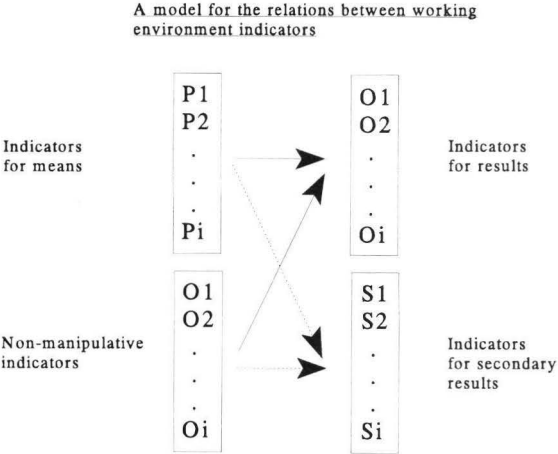 A model for the relations between working
environment indicators
P1
P2
.
.
.
Pi
Indicators
for means
O1
O2
.
.
.
Oi
Indicators
for results
O1
O2
.
.
.
Oi
Non-manipulative
indicators
S1
S2
.
.
.
Si
Indicators
for secondary
results